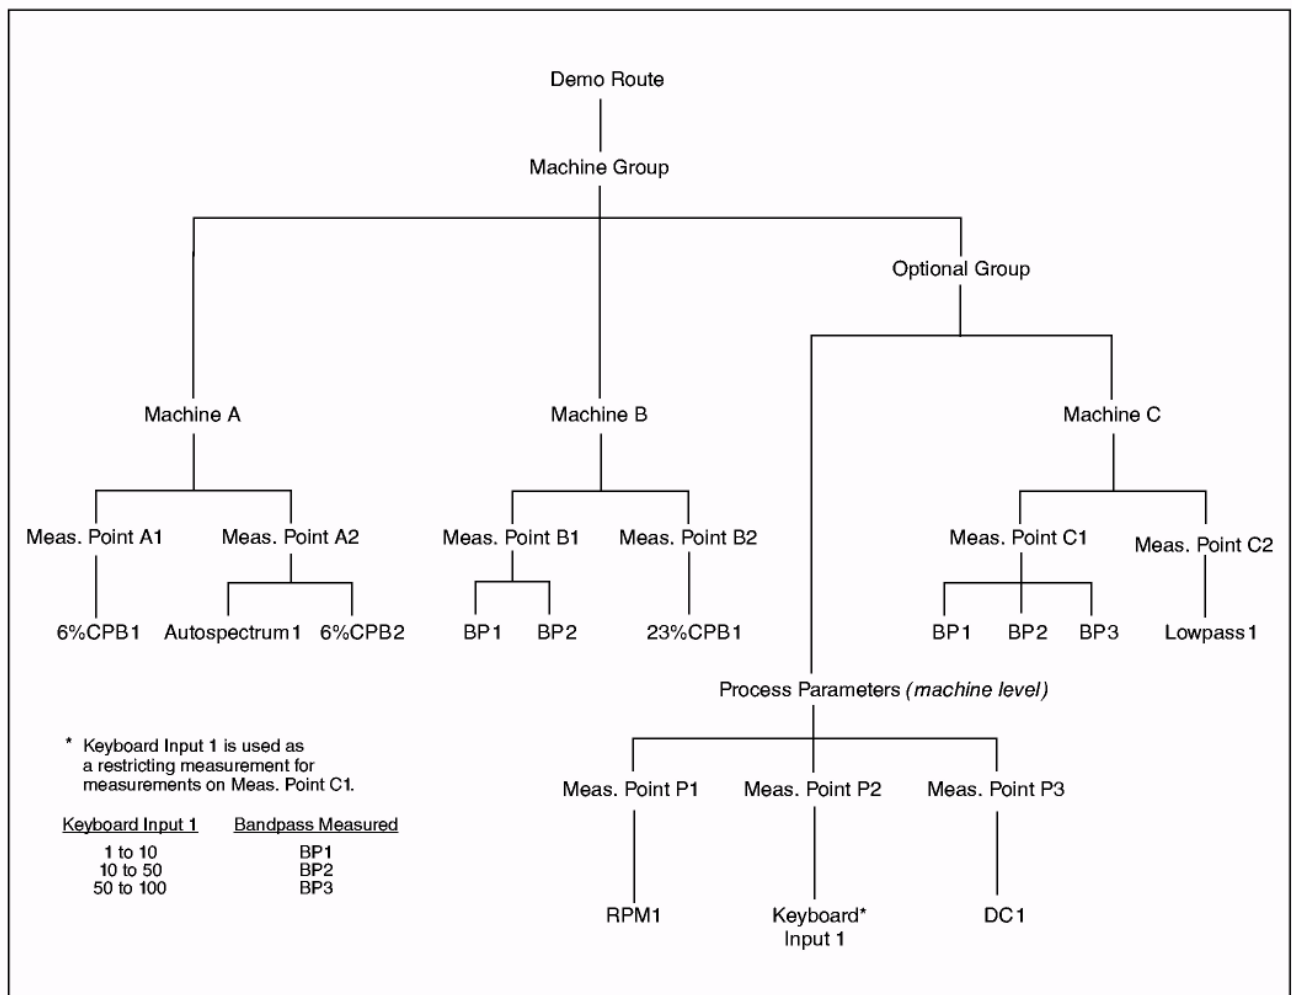 Demo Route
Machine Group
Optional Group
Machine A
Machine B
Machine C
Meas. Point A1
Meas. Point A2
Meas. Point B1
Meas. Point B2
Meas. Point C1
Meas. Point C2
6%CPB1
Autospectrum1
6%CPB2
BP1
BP2
23%CPB1
BP1
BP2
BP3
Lowpass1
Process Parameters (machine level)
* Keyboard Input 1 is used as
a restricting measurement for
measurements on Meas. Point C1.
Keyboard Input 1 Bandpass Measured
1 to 10 BP1
10 to 50 BP2
50 to 100 BP3
Meas. Point P1
Meas. Point P2
Meas. Point P3
RPM1
Keyboard*
Input 1
DC1